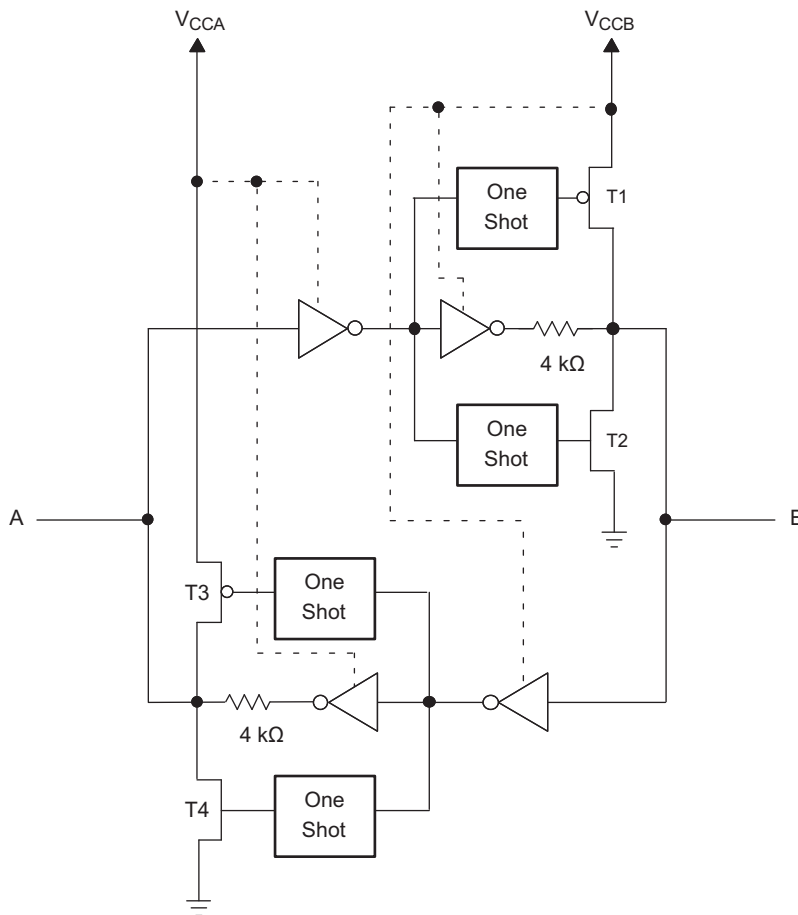 VCCA
VCCB
One
Shot
T1
4 kΩ
One
Shot
T2
A
B
T3
One
Shot
4 kΩ
T4
One
Shot